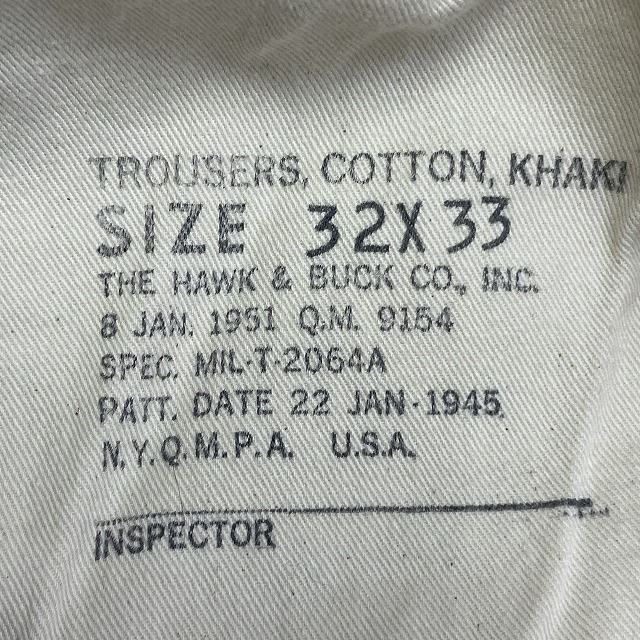 TROUSERS, COTTON, KHAKI
SIZE 32X33
THE HAWK & BUCK CO., INC.
8 JAN. 1951 Q.M. 9154
SPEC. MIL-T-2064A
PATT. DATE 22 JAN-1945
N.Y.Q.M.P.A. U.S.A.
INSPECTOR